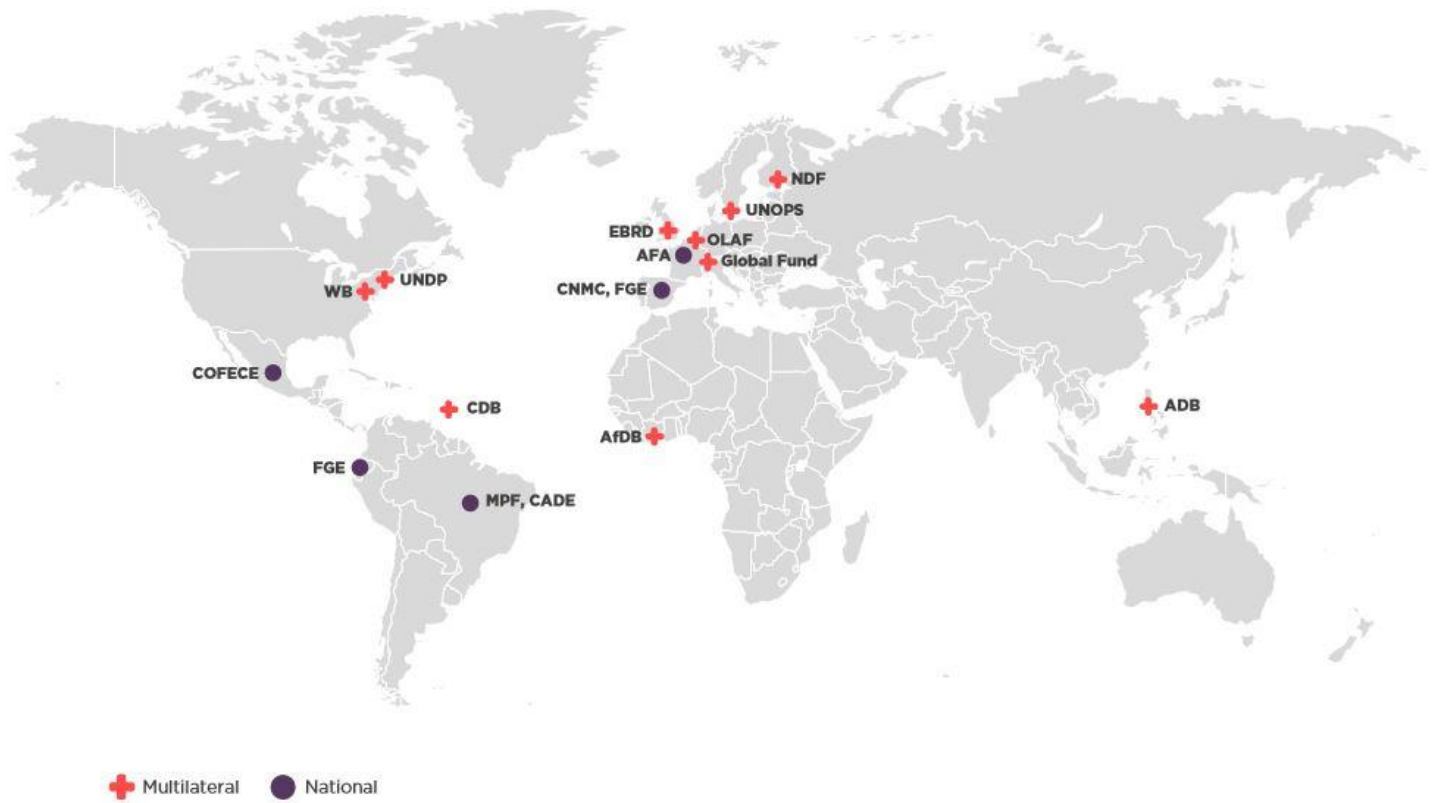 NDF
UNOPS
EBRD
OLAF
AFA
Global Fund
UNDP
WB
CNMC, FGE
COFECE
CDB
ADB
AfDB
FGE
MPF, CADE
Multilateral
National